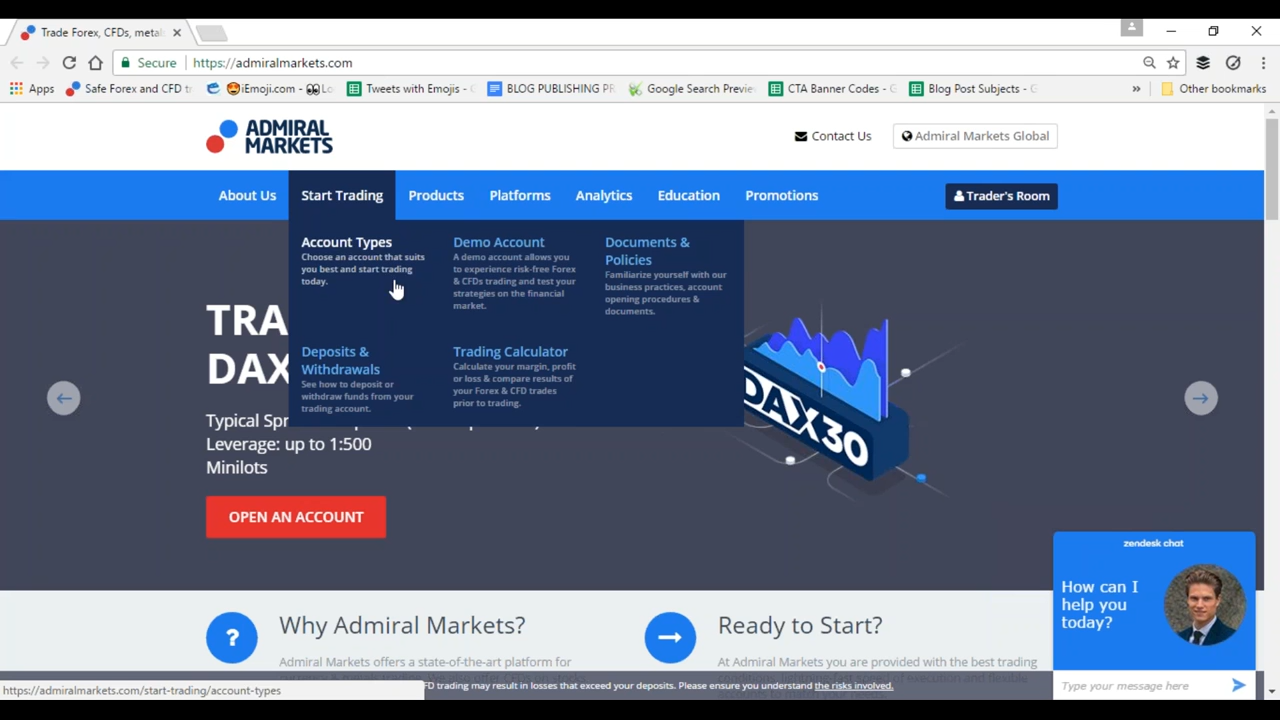 Trade Forex, CFDs, metal
Secure https://admiralmarkets.com
Apps Safe Forex and CFD tr iEmoji.com - Lo Tweets with Emojis - BLOG PUBLISHING PR Google Search Preview CTA Banner Codes - G Blog Post Subjects - G » Other bookmarks
ADMIRAL
MARKETS
Contact Us
Admiral Markets Global
About Us Start Trading Products Platforms Analytics Education Promotions Trader's Room
Account Types
Choose an account that suits
you best and start trading
today.
Demo Account
A demo account allows you
to experience risk-free Forex
& CFDs trading and test your
strategies on the financial
market.
Documents &
Policies
Familiarize yourself with our
business practices, account
opening procedures &
documents.
Deposits &
Withdrawals
See how to deposit or
withdraw funds from your
trading account.
Trading Calculator
Calculate your margin, profit
or loss & compare results of
your Forex & CFD trades
prior to trading.
TRA
DAX
Typical Spr
Leverage: up to 1:500
Minilots
OPEN AN ACCOUNT
DAX30
zendesk chat
How can I
help you
today?
Type your message here
? Why Admiral Markets?
Admiral Markets offers a state-of-the-art platform for
Ready to Start?
At Admiral Markets you are provided with the best trading
https://admiralmarkets.com/start-trading/account-types
FD trading may result in losses that exceed your deposits. Please ensure you understand the risks involved.